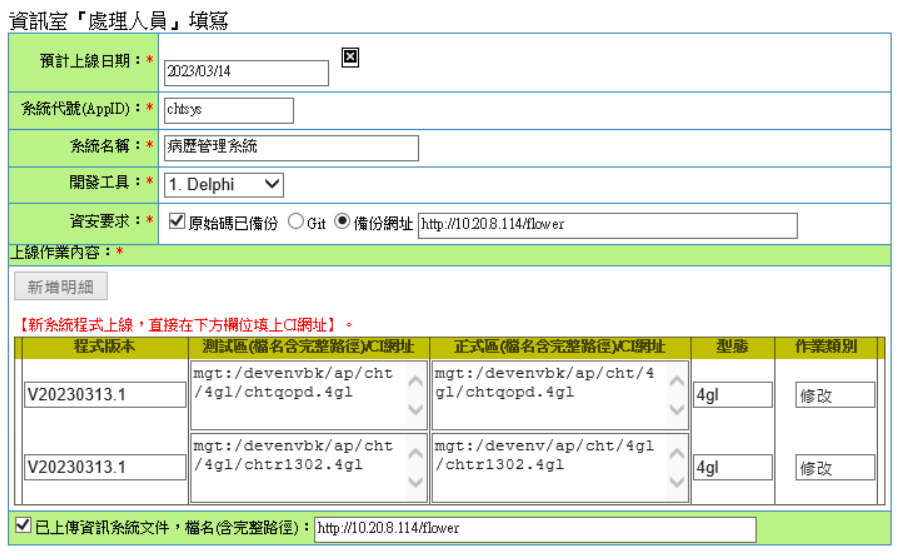 資訊室「處理人員」填寫
預計上線日期：* 2023/03/14
系統代號(AppID)：* chtsys
系統名稱：* 病歷管理系統
開發工具：* 1. Delphi
資安要求：* 原始碼已備份 Git 備份網址 http://10.20.8.114/flower
上線作業內容：*
新增明細
【新系統程式上線，直接在下方欄位填上CI網址】。
程式版本 測試區(檔名含完整路徑)/CI網址 正式區(檔名含完整路徑)/CI網址 型態 作業類別
V20230313.1 mgt:/devenvbk/ap/cht mgt:/devenvbk/ap/cht/4 4gl 修改
/4gl/chtqopd.4gl gl/chtqopd.4gl
V20230313.1 mgt:/devenvbk/ap/cht mgt:/devenv/ap/cht/4gl 4gl 修改
/4gl/chtr1302.4gl /chtr1302.4gl
已上傳資訊系統文件，檔名(含完整路徑)： http://10.20.8.114/flower